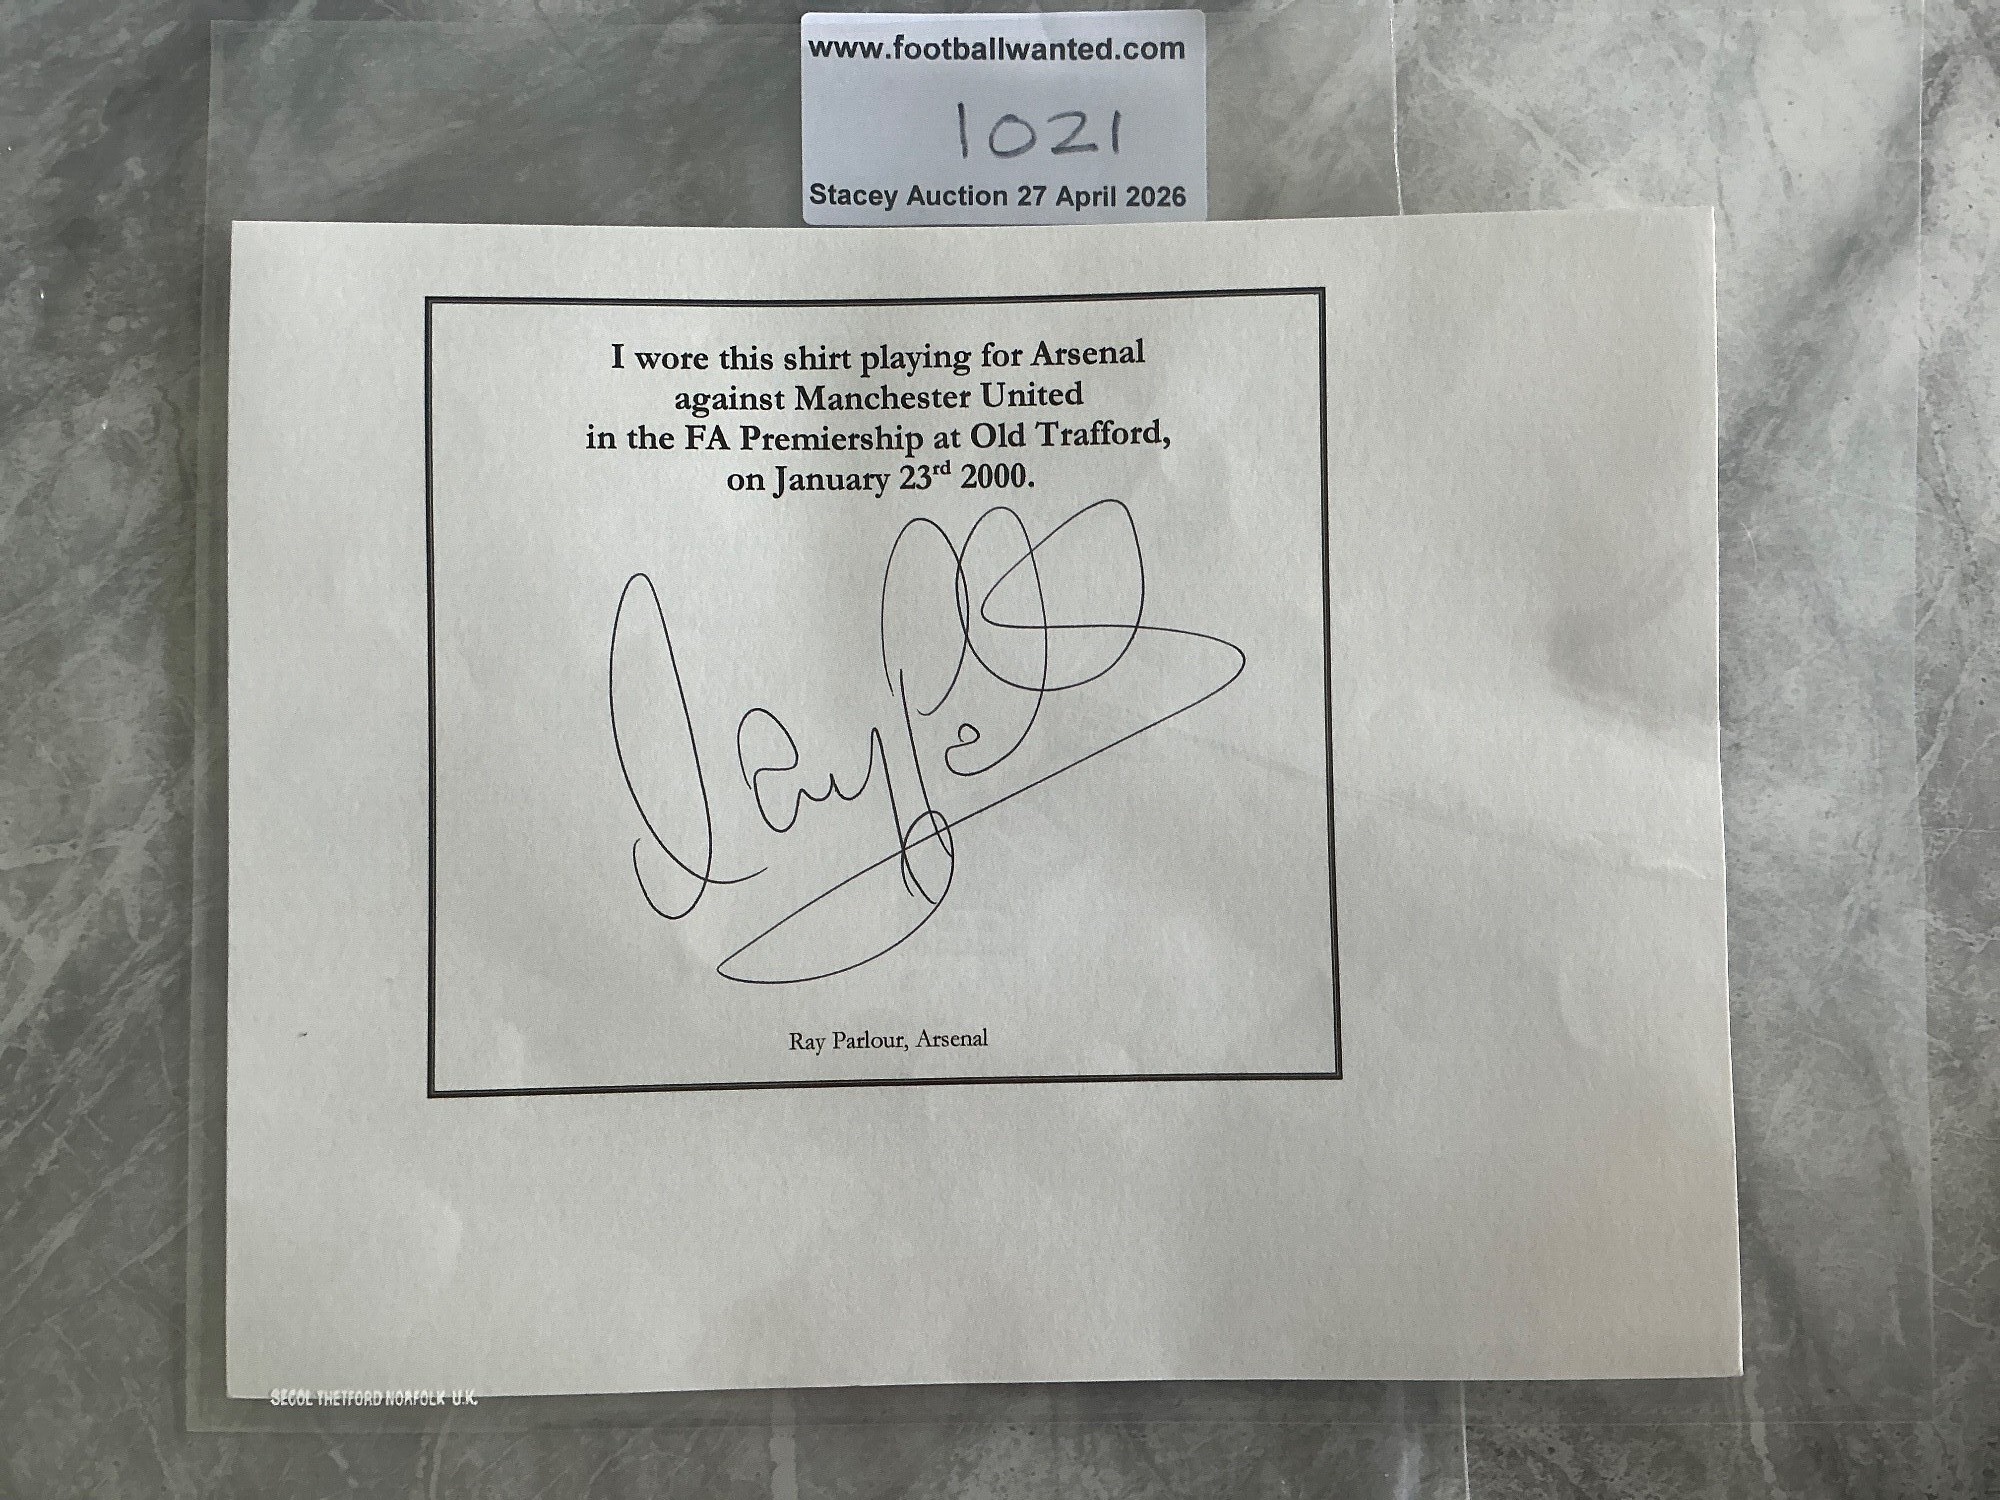 www.footballwanted.com
1021
Stacey Auction 27 April 2026
I wore this shirt playing for Arsenal
against Manchester United
in the FA Premiership at Old Trafford,
on January 23rd 2000.
Ray Parlour, Arsenal
SECOL THETFORD NORFOLK U.K.